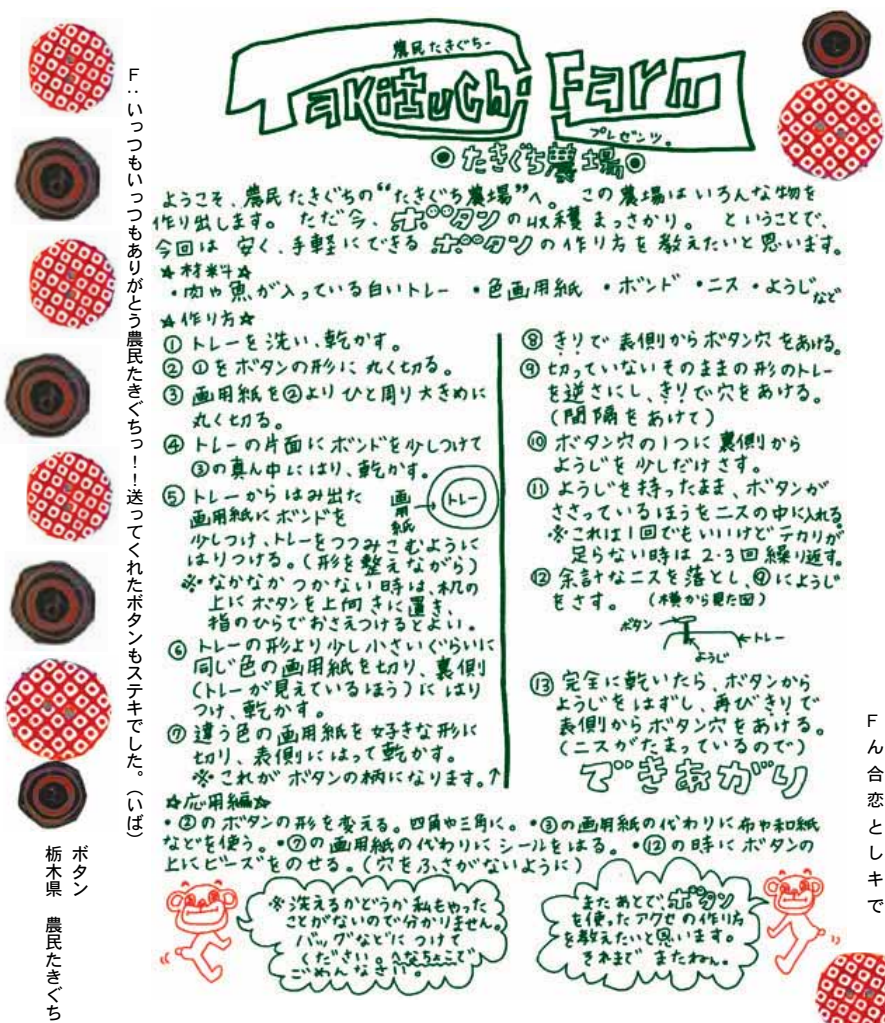 農民たきぐちー
TakiguChi Farm
プレゼンツ。
◎たきぐち農場◎
ようこそ、農民たきぐちの“たきぐち農場”へ。この農場はいろんな物を
作り出します。ただ今、ボタンの収穫まっさかり。ということで、
今回は安く、手軽にできるボタンの作り方を教えたいと思います。
☆材料☆
・肉や魚が入っている白いトレー ・色画用紙 ・ボンド ・ニス ・ようじなど
☆作り方☆
① トレーを洗い、乾かす。
② ①をボタンの形に丸く切る。
③ 画用紙を②よりひと周り大きめに
丸く切る。
④ トレーの片面にボンドを少しつけて
③の真ん中にはり、乾かす。
⑤ トレーからはみ出た
画用紙にボンドを
少しつけ、トレーをつつみこむように
はりつける。(形を整えながら)
画用紙→
トレー
※なかなかつかない時は、机の
上にボタンを上向きに置き、
指のひらでおさえつけるとよい。
⑥ トレーの形より少し小さいぐらいに
同じ色の画用紙を切り、裏側
(トレーが見えているほう)にはり
つけ、乾かす。
⑦ 違う色の画用紙を好きな形に
切り、表側にはって乾かす。
※これがボタンの柄になります。↑
⑧ きりで表側からボタン穴をあける。
⑨ 切っていないそのままの形のトレー
を逆さにし、きりで穴をあける。
(間隔をあけて)
⑩ ボタン穴の1つに裏側から
ようじを少しだけさす。
⑪ ようじを持ったまま、ボタンが
ささっているほうをニスの中に入れる。
※これは1回でもいいけどテカリが
足らない時は2・3回繰り返す。
⑫ 余計なニスを落とし、⑨にようじ
をさす。 (横から見た図)
ボタン
←トレー
ようじ
⑬ 完全に乾いたら、ボタンから
ようじをはずし、再びきりで
表側からボタン穴をあける。
(ニスがたまっているので)
できあがり
☆応用編☆
・②のボタンの形を変える。四角や三角に。・③の画用紙の代わりに布や和紙
などを使う。・⑦の画用紙の代わりにシールをはる。・⑫の時にボタンの
上にビーズをのせる。(穴をふさがないように)
※洗えるかどうか私もやった
ことがないので分かりません。
バッグなどにつけて
ください。へなちょこで
ごめんなさい。
またあとでボタン
を使ったアクセの作り方
を教えたいと思います。
それまで またねん。
F:いっつもいっつもありがとう農民たきぐちっ!!送ってくれたボタンもステキでした。(いば)
ボタン
栃木県 農民たきぐち
F
ん
合
恋
と
し
キ
で